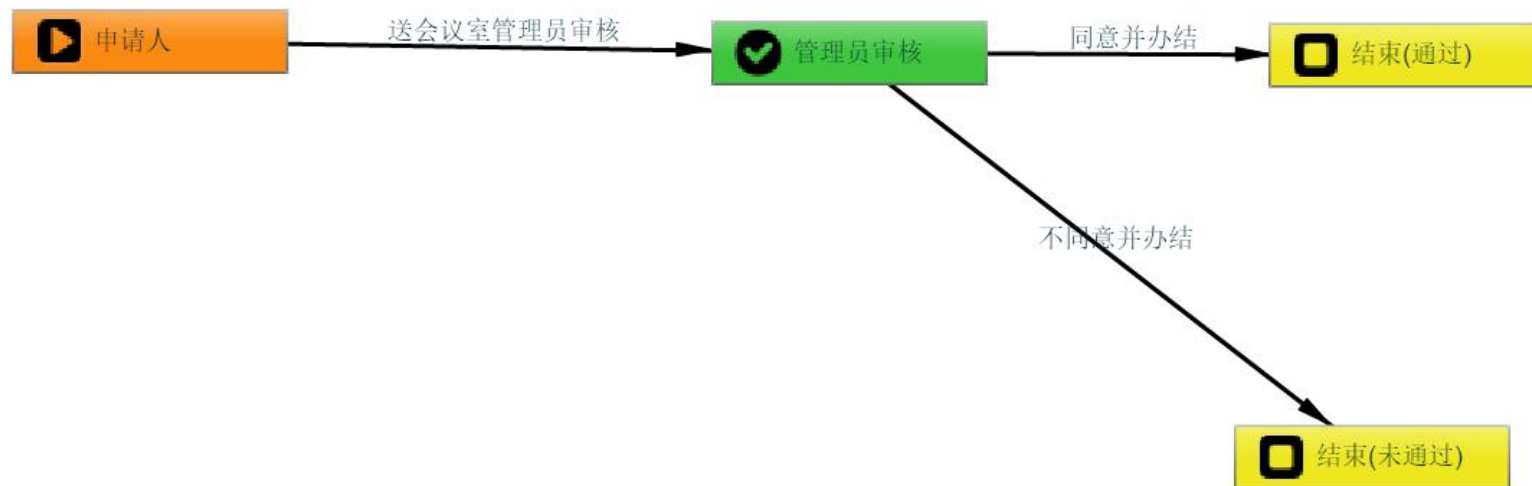 申请人
送会议室管理员审核
管理员审核
同意并办结
结束(通过)
不同意并办结
结束(未通过)